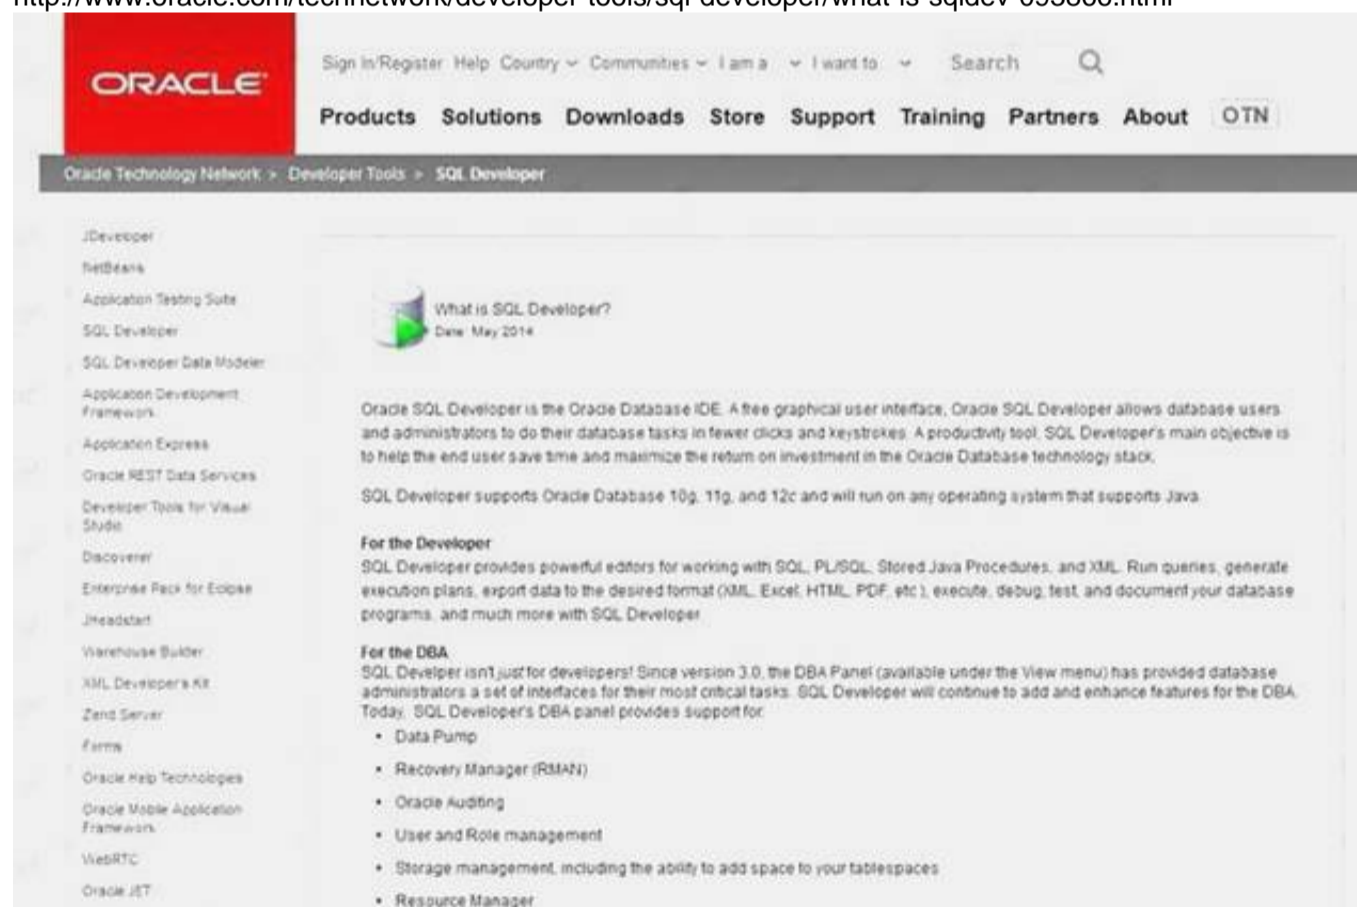 http://www.oracle.com/technetwork/developer-tools/sql-developer/what-is-sqldev-093866.html
ORACLE
Sign In/Register Help Country Communities I am a I want to Search
Products Solutions Downloads Store Support Training Partners About OTN
Oracle Technology Network > Developer Tools > SQL Developer
JDeveloper
NetBeans
Application Testing Suite
SQL Developer
SQL Developer Data Modeler
Application Development
Framework
Application Express
Oracle REST Data Services
Developer Tools for Visual
Studio
Discoverer
Enterprise Pack for Eclipse
JHeadstart
Warehouse Builder
XML Developer's Kit
Zend Server
Forms
Oracle Help Technologies
Oracle Mobile Application
Framework
WebRTC
Oracle JET
What is SQL Developer?
Date: May 2014
Oracle SQL Developer is the Oracle Database IDE. A free graphical user interface, Oracle SQL Developer allows database users
and administrators to do their database tasks in fewer clicks and keystrokes. A productivity tool, SQL Developer's main objective is
to help the end user save time and maximize the return on investment in the Oracle Database technology stack.
SQL Developer supports Oracle Database 10g, 11g, and 12c and will run on any operating system that supports Java.
For the Developer
SQL Developer provides powerful editors for working with SQL, PL/SQL, Stored Java Procedures, and XML. Run queries, generate
execution plans, export data to the desired format (XML, Excel, HTML, PDF, etc.), execute, debug, test, and document your database
programs, and much more with SQL Developer.
For the DBA
SQL Develper isn't just for developers! Since version 3.0, the DBA Panel (available under the View menu) has provided database
administrators a set of interfaces for their most critical tasks. SQL Developer will continue to add and enhance features for the DBA.
Today, SQL Developer's DBA panel provides support for:
• Data Pump
• Recovery Manager (RMAN)
• Oracle Auditing
• User and Role management
• Storage management, including the ability to add space to your tablespaces
• Resource Manager